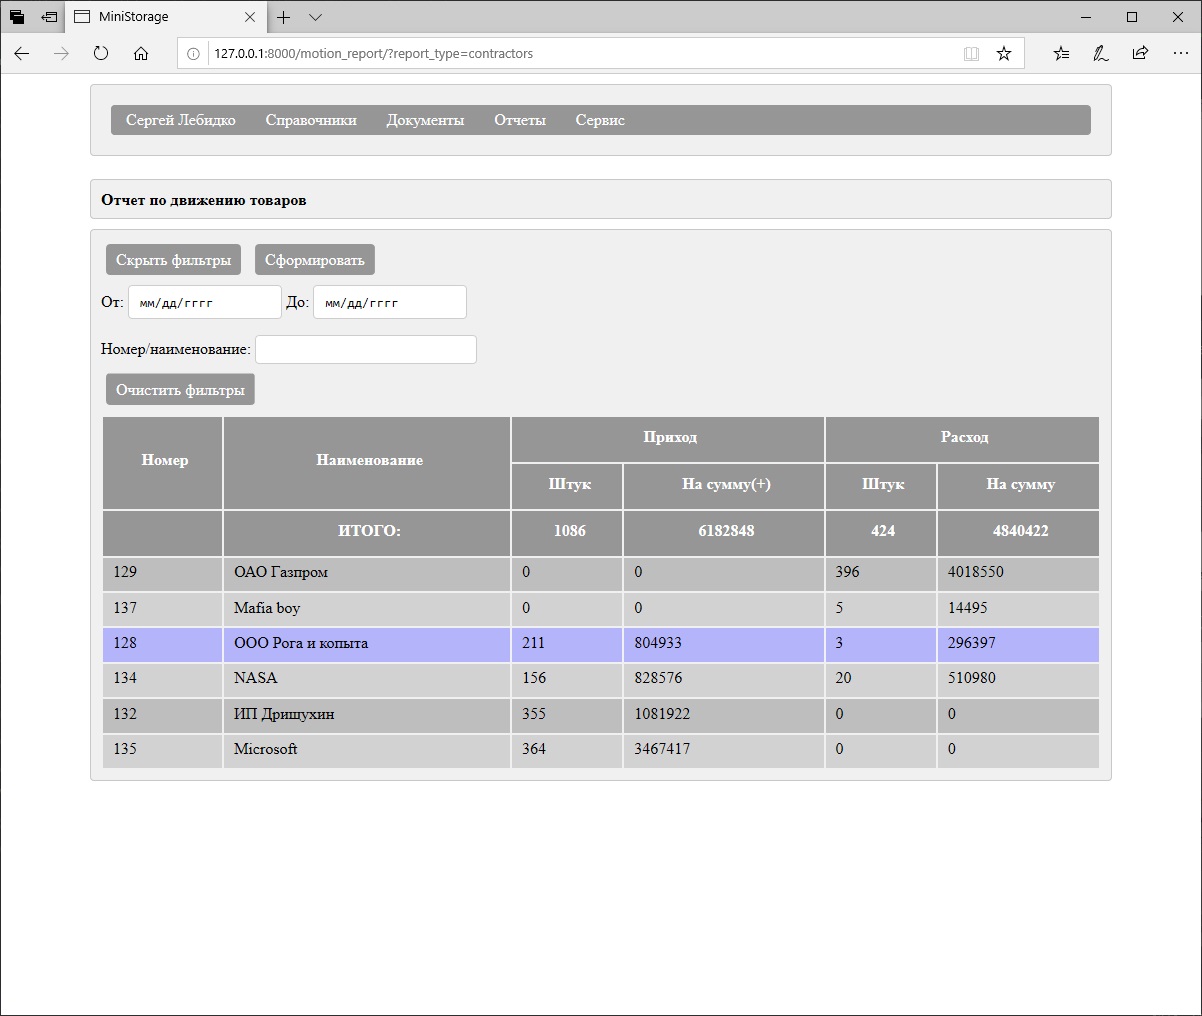 MiniStorage
127.0.0.1:8000/motion_report/?report_type=contractors
Сергей Лебидко Справочники Документы Отчеты Сервис
Отчет по движению товаров
Скрыть фильтры Сформировать
От: мм/дд/гггг До: мм/дд/гггг
Номер/наименование:
Очистить фильтры
Номер Наименование Приход Расход
Штук На сумму(+) Штук На сумму
ИТОГО: 1086 6182848 424 4840422
129 ОАО Газпром 0 0 396 4018550
137 Mafia boy 0 0 5 14495
128 ООО Рога и копыта 211 804933 3 296397
134 NASA 156 828576 20 510980
132 ИП Дришухин 355 1081922 0 0
135 Microsoft 364 3467417 0 0